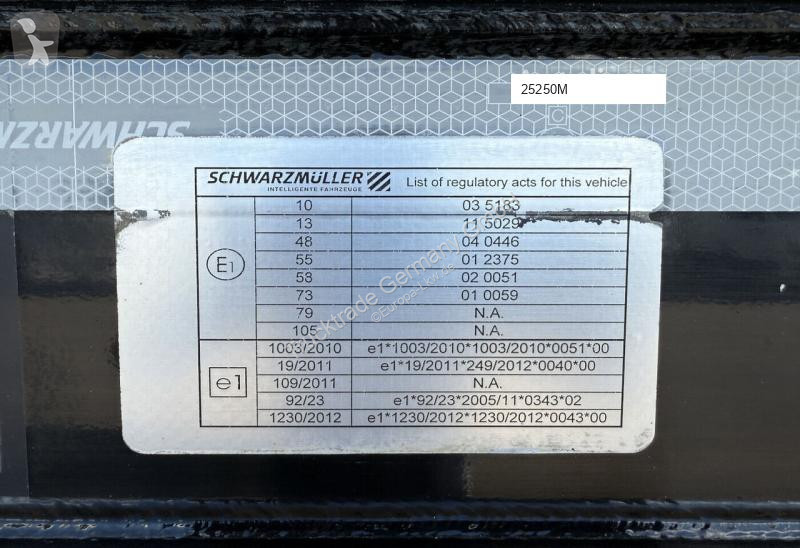 25250M
SCHWARZM
SCHWARZMÜLLER
INTELLIGENTE FAHRZEUGE
List of regulatory acts for this vehicle
E1
10 03 5183
13 11 5029
48 04 0446
55 01 2375
53 02 0051
73 01 0059
79 N.A.
105 N.A.
e1
1003/2010 e1*1003/2010*1003/2010*0051*00
19/2011 e1*19/2011*249/2012*0040*00
109/2011 N.A.
92/23 e1*92/23*2005/11*0343*02
1230/2012 e1*1230/2012*1230/2012*0043*00